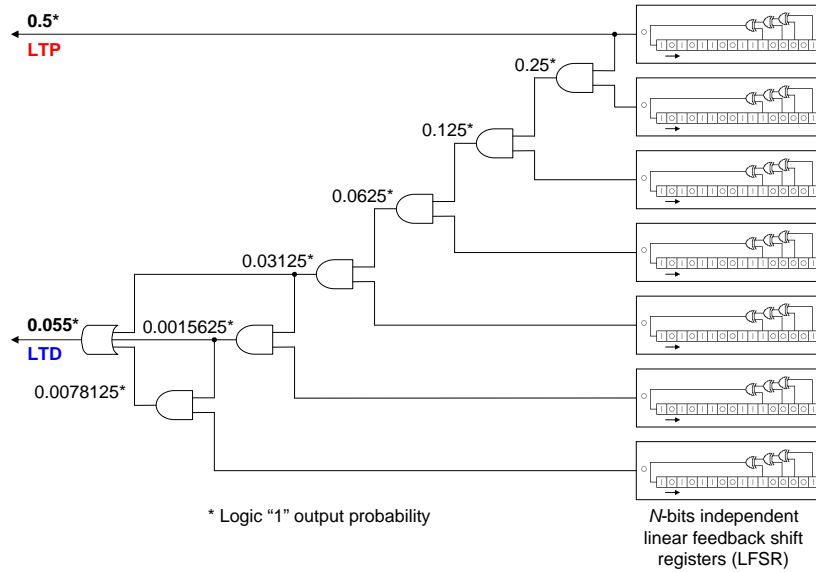 0.5*
LTP
0.25*
0.125*
0.0625*
0.03125*
0.055*
0.0015625*
LTD
0.0078125*
* Logic “1” output probability
N-bits independent
linear feedback shift
registers (LFSR)